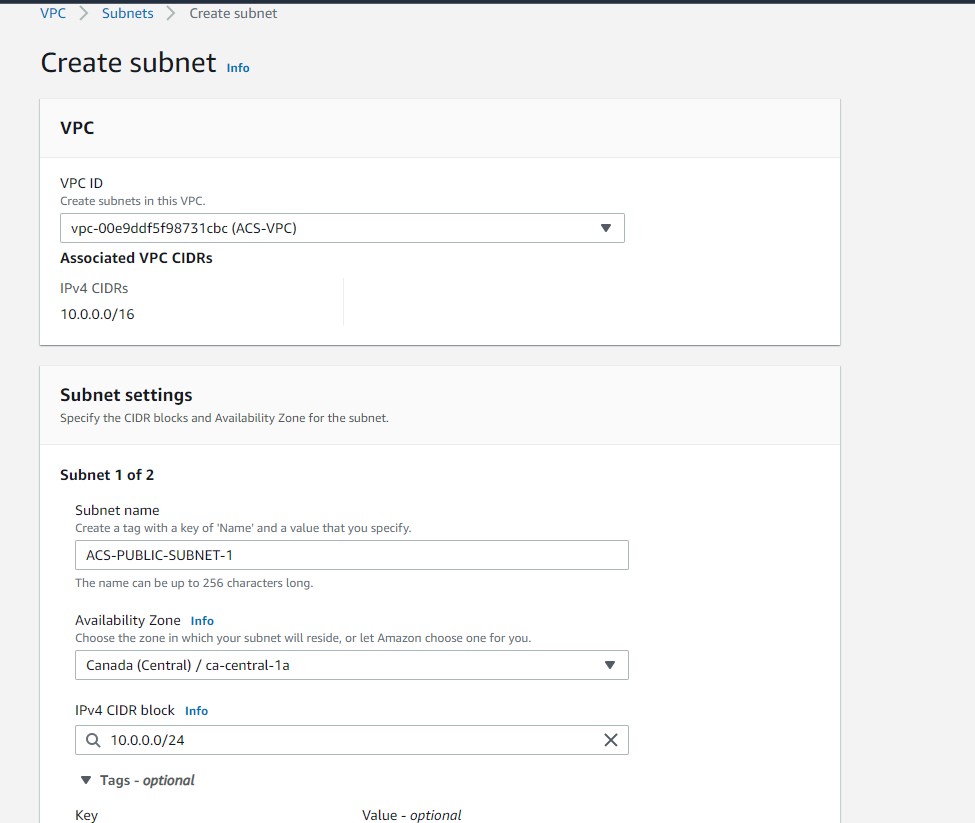 VPC > Subnets > Create subnet
Create subnet Info
VPC
VPC ID
Create subnets in this VPC.
vpc-00e9ddf5f98731cbc (ACS-VPC)
Associated VPC CIDRs
IPv4 CIDRs
10.0.0.0/16
Subnet settings
Specify the CIDR blocks and Availability Zone for the subnet.
Subnet 1 of 2
Subnet name
Create a tag with a key of 'Name' and a value that you specify.
ACS-PUBLIC-SUBNET-1
The name can be up to 256 characters long.
Availability Zone Info
Choose the zone in which your subnet will reside, or let Amazon choose one for you.
Canada (Central) / ca-central-1a
IPv4 CIDR block Info
10.0.0.0/24
Tags - optional
Key Value - optional